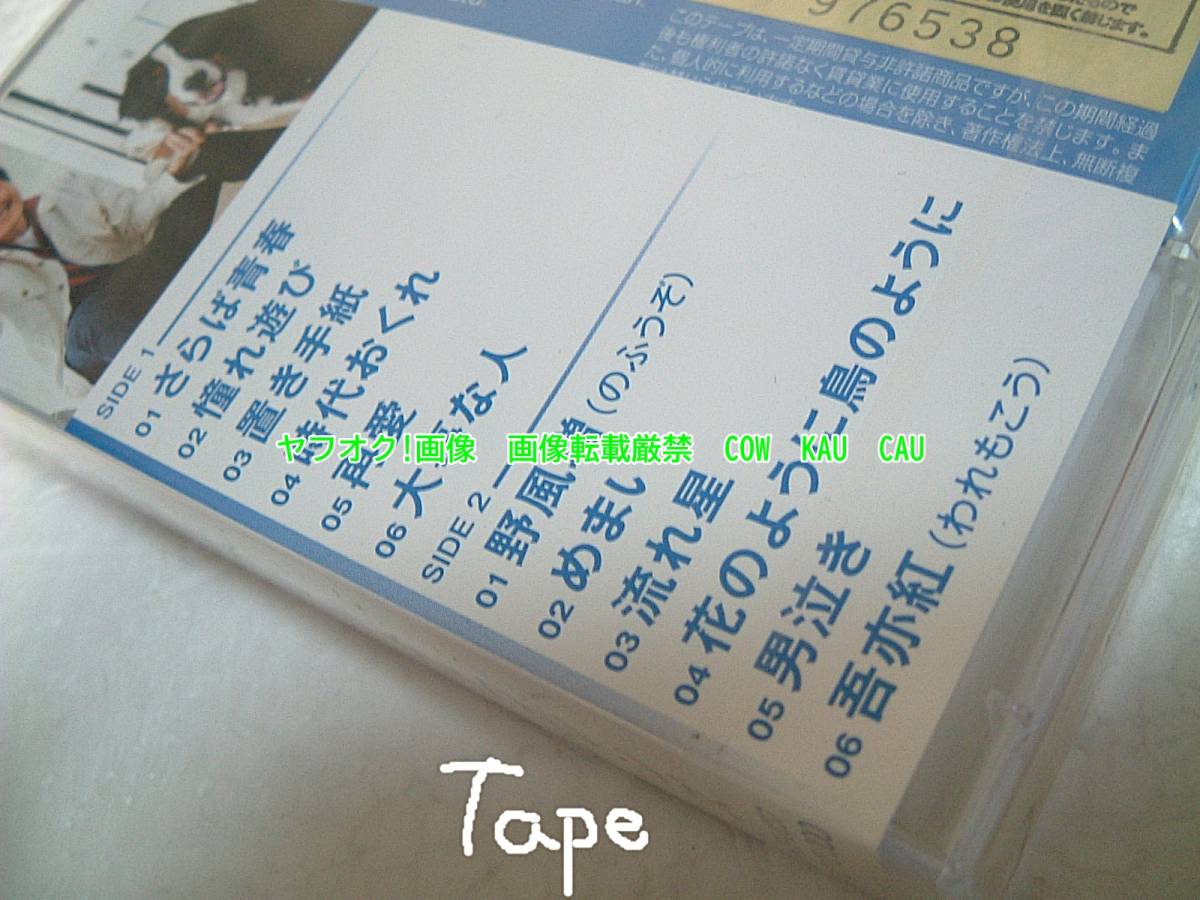 976538
このテープは、一定期間貸与非許諾商品ですが、この期間経過
後も権利者の許諾なく賃貸業に使用することを禁じます。ま
た、個人的に利用するなどの場合を除き、著作権法上、無断複
SIDE 1
01 さらば青春
02 憧れ遊び
03 置き手紙
04 時代おくれ
05 再愛
06 大 な人
SIDE 2
01 野風 (のふうぞ)
02 めまい
03 流れ星
04 花のように鳥のように
05 男泣き
06 吾亦紅 (われもこう)
ヤフオク!画像 画像転載厳禁 COW KAU CAU
Tape